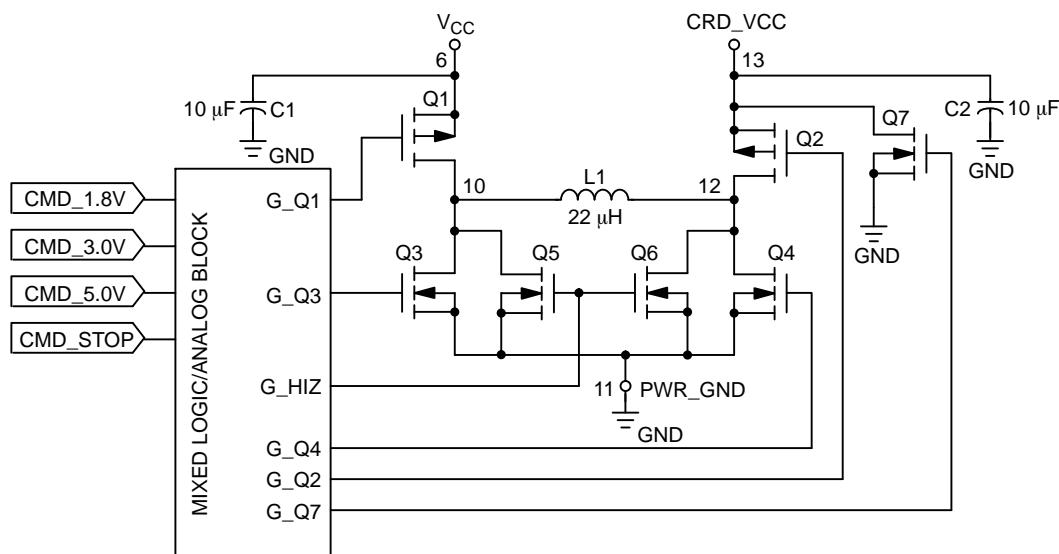 VCC
CRD_VCC
6
13
Q1
10 µF
C1
GND
Q7
C2
10 µF
Q2
GND
CMD_1.8V
CMD_3.0V
CMD_5.0V
CMD_STOP
MIXED LOGIC/ANALOG BLOCK
G_Q1
10
L1
12
22 µH
GND
Q3
Q5
Q6
Q4
G_Q3
G_HIZ
11
PWR_GND
GND
G_Q4
G_Q2
G_Q7